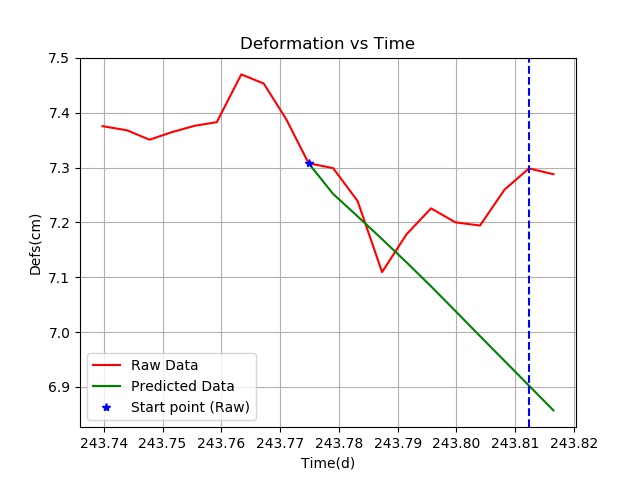 Deformation vs Time
7.5
7.4
7.3
7.2
7.1
7.0
6.9
Defs(cm)
Raw Data
Predicted Data
Start point (Raw)
243.74 243.75 243.76 243.77 243.78 243.79 243.80 243.81 243.82
Time(d)